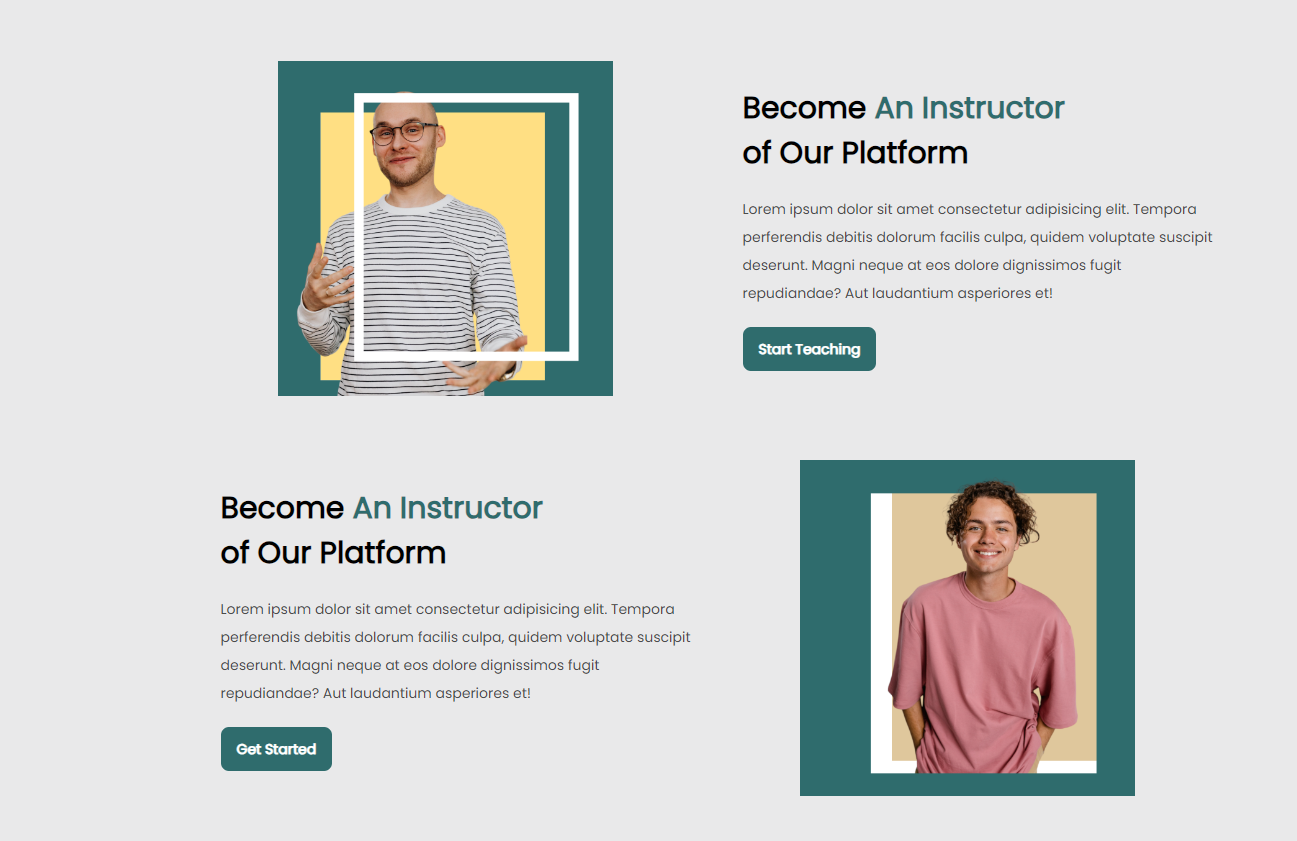 Become An Instructor
of Our Platform
Lorem ipsum dolor sit amet consectetur adipisicing elit. Tempora
perferendis debitis dolorum facilis culpa, quidem voluptate suscipit
deserunt. Magni neque at eos dolore dignissimos fugit
repudiandae? Aut laudantium asperiores et!
Start Teaching
Become An Instructor
of Our Platform
Lorem ipsum dolor sit amet consectetur adipisicing elit. Tempora
perferendis debitis dolorum facilis culpa, quidem voluptate suscipit
deserunt. Magni neque at eos dolore dignissimos fugit
repudiandae? Aut laudantium asperiores et!
Get Started